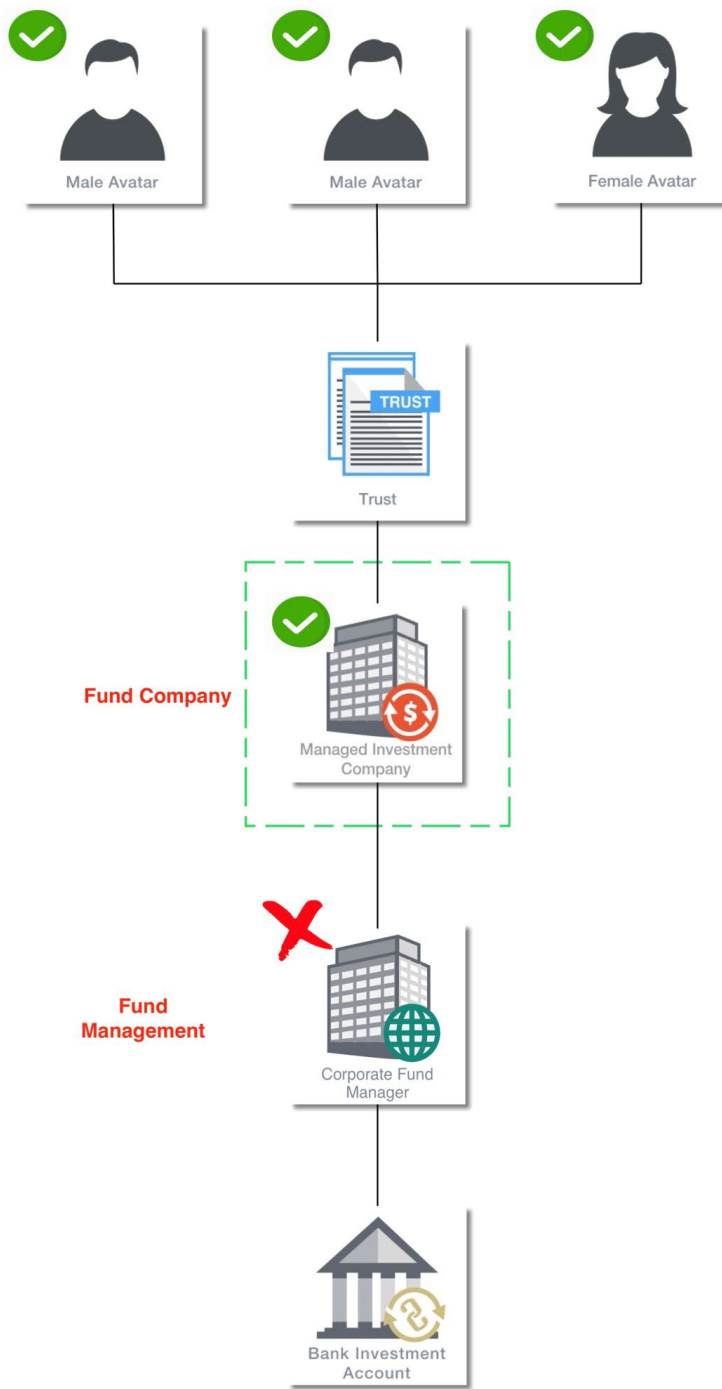 Male Avatar
Male Avatar
Female Avatar
TRUST
Trust
Fund Company
$
Managed Investment
Company
Fund
Management
Corporate Fund
Manager
Bank Investment
Account